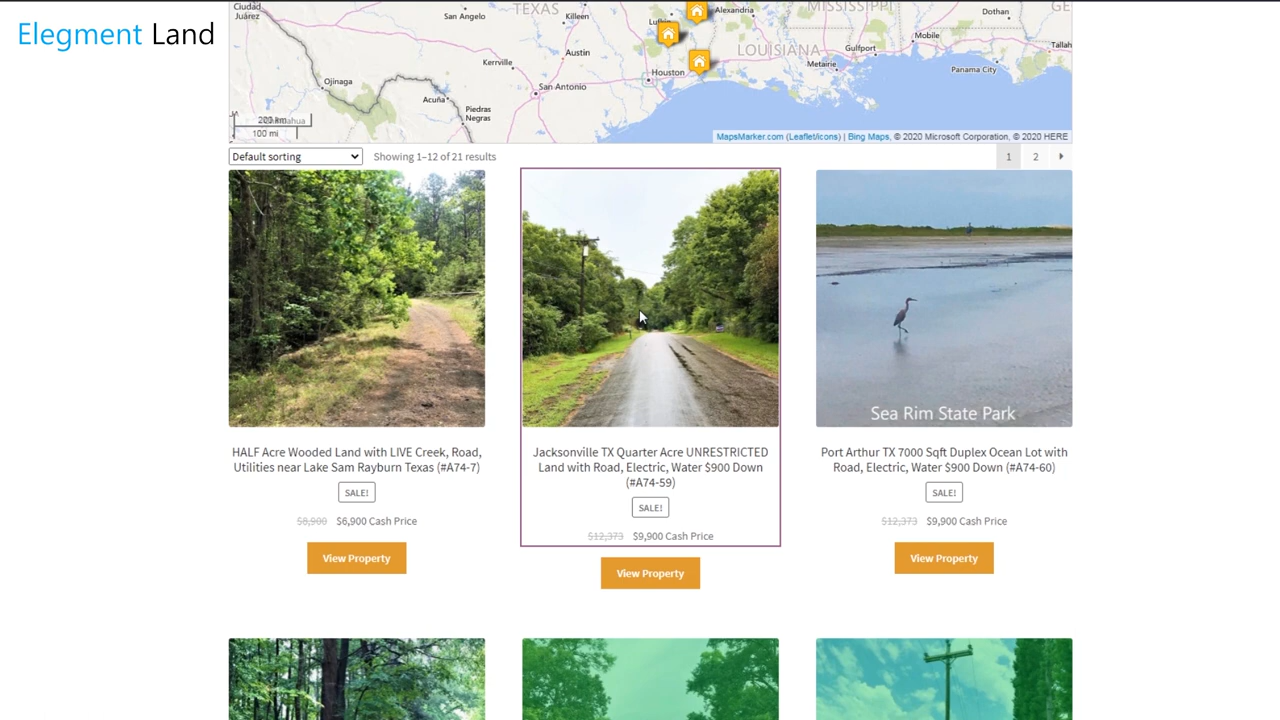 Elegment Land
Ciudad
Juárez
San Angelo
TEXAS
Killeen
Alexandria
MISSISSIPPI
Dothan
Austin
LOUISIANA
Mobile
Gulfport
Tallah
Kerrville
Houston
Metairie
Panama City
Ojinaga
San Antonio
Acuña
Piedras
Negras
200 km
Chihuahua
100 mi
MapsMarker.com (Leaflet/icons) | Bing Maps, © 2020 Microsoft Corporation, © 2020 HERE
Default sorting
Showing 1–12 of 21 results
1 2
Sea Rim State Park
HALF Acre Wooded Land with LIVE Creek, Road,
Utilities near Lake Sam Rayburn Texas (#A74-7)
SALE!
$8,900 $6,900 Cash Price
View Property
Jacksonville TX Quarter Acre UNRESTRICTED
Land with Road, Electric, Water $900 Down
(#A74-59)
SALE!
$12,373 $9,900 Cash Price
View Property
Port Arthur TX 7000 Sqft Duplex Ocean Lot with
Road, Electric, Water $900 Down (#A74-60)
SALE!
$12,373 $9,900 Cash Price
View Property